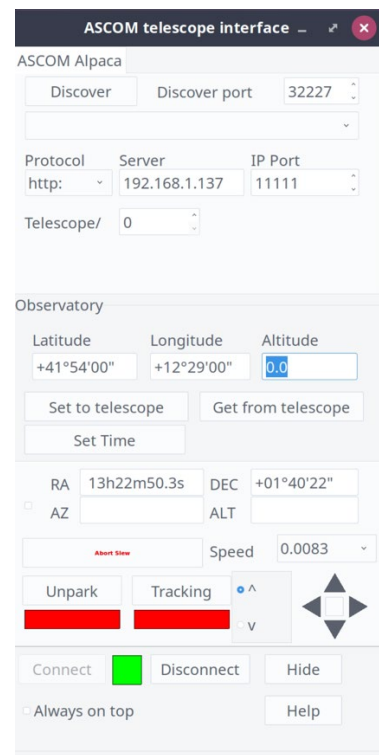 ASCOM telescope interface
ASCOM Alpaca
Discover Discover port 32227
Protocol Server IP Port
http: 192.168.1.137 11111
Telescope/ 0
Observatory
Latitude Longitude Altitude
+41°54'00" +12°29'00" 0.0
Set to telescope Get from telescope
Set Time
RA 13h22m50.3s DEC +01°40'22"
AZ ALT
Abort Slew Speed 0.0083
Unpark Tracking ^
v
Connect Disconnect Hide
Always on top Help